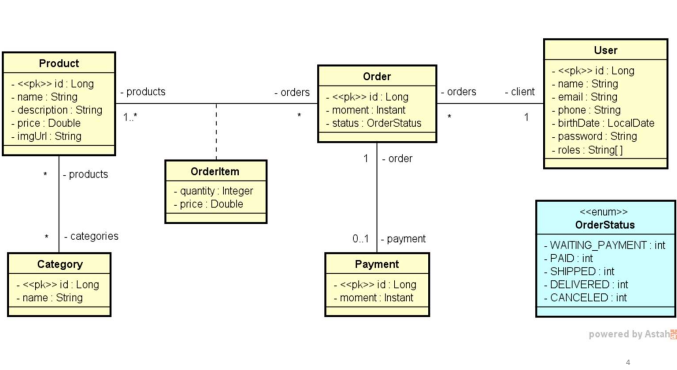 Product
- <<pk>> id : Long
- name : String
- description : String
- price : Double
- imgUrl : String
- products
1..*
- orders
*
Order
- <<pk>> id : Long
- moment : Instant
- status : OrderStatus
- orders
*
- client
1
User
- <<pk>> id : Long
- name : String
- email : String
- phone : String
- birthDate : LocalDate
- password : String
- roles : String[ ]
OrderItem
- quantity : Integer
- price : Double
* - products
* - categories
1 - order
0..1 - payment
Category
- <<pk>> id : Long
- name : String
Payment
- <<pk>> id : Long
- moment : Instant
<<enum>>
OrderStatus
- WAITING_PAYMENT : int
- PAID : int
- SHIPPED : int
- DELIVERED : int
- CANCELED : int
powered by Astah
4